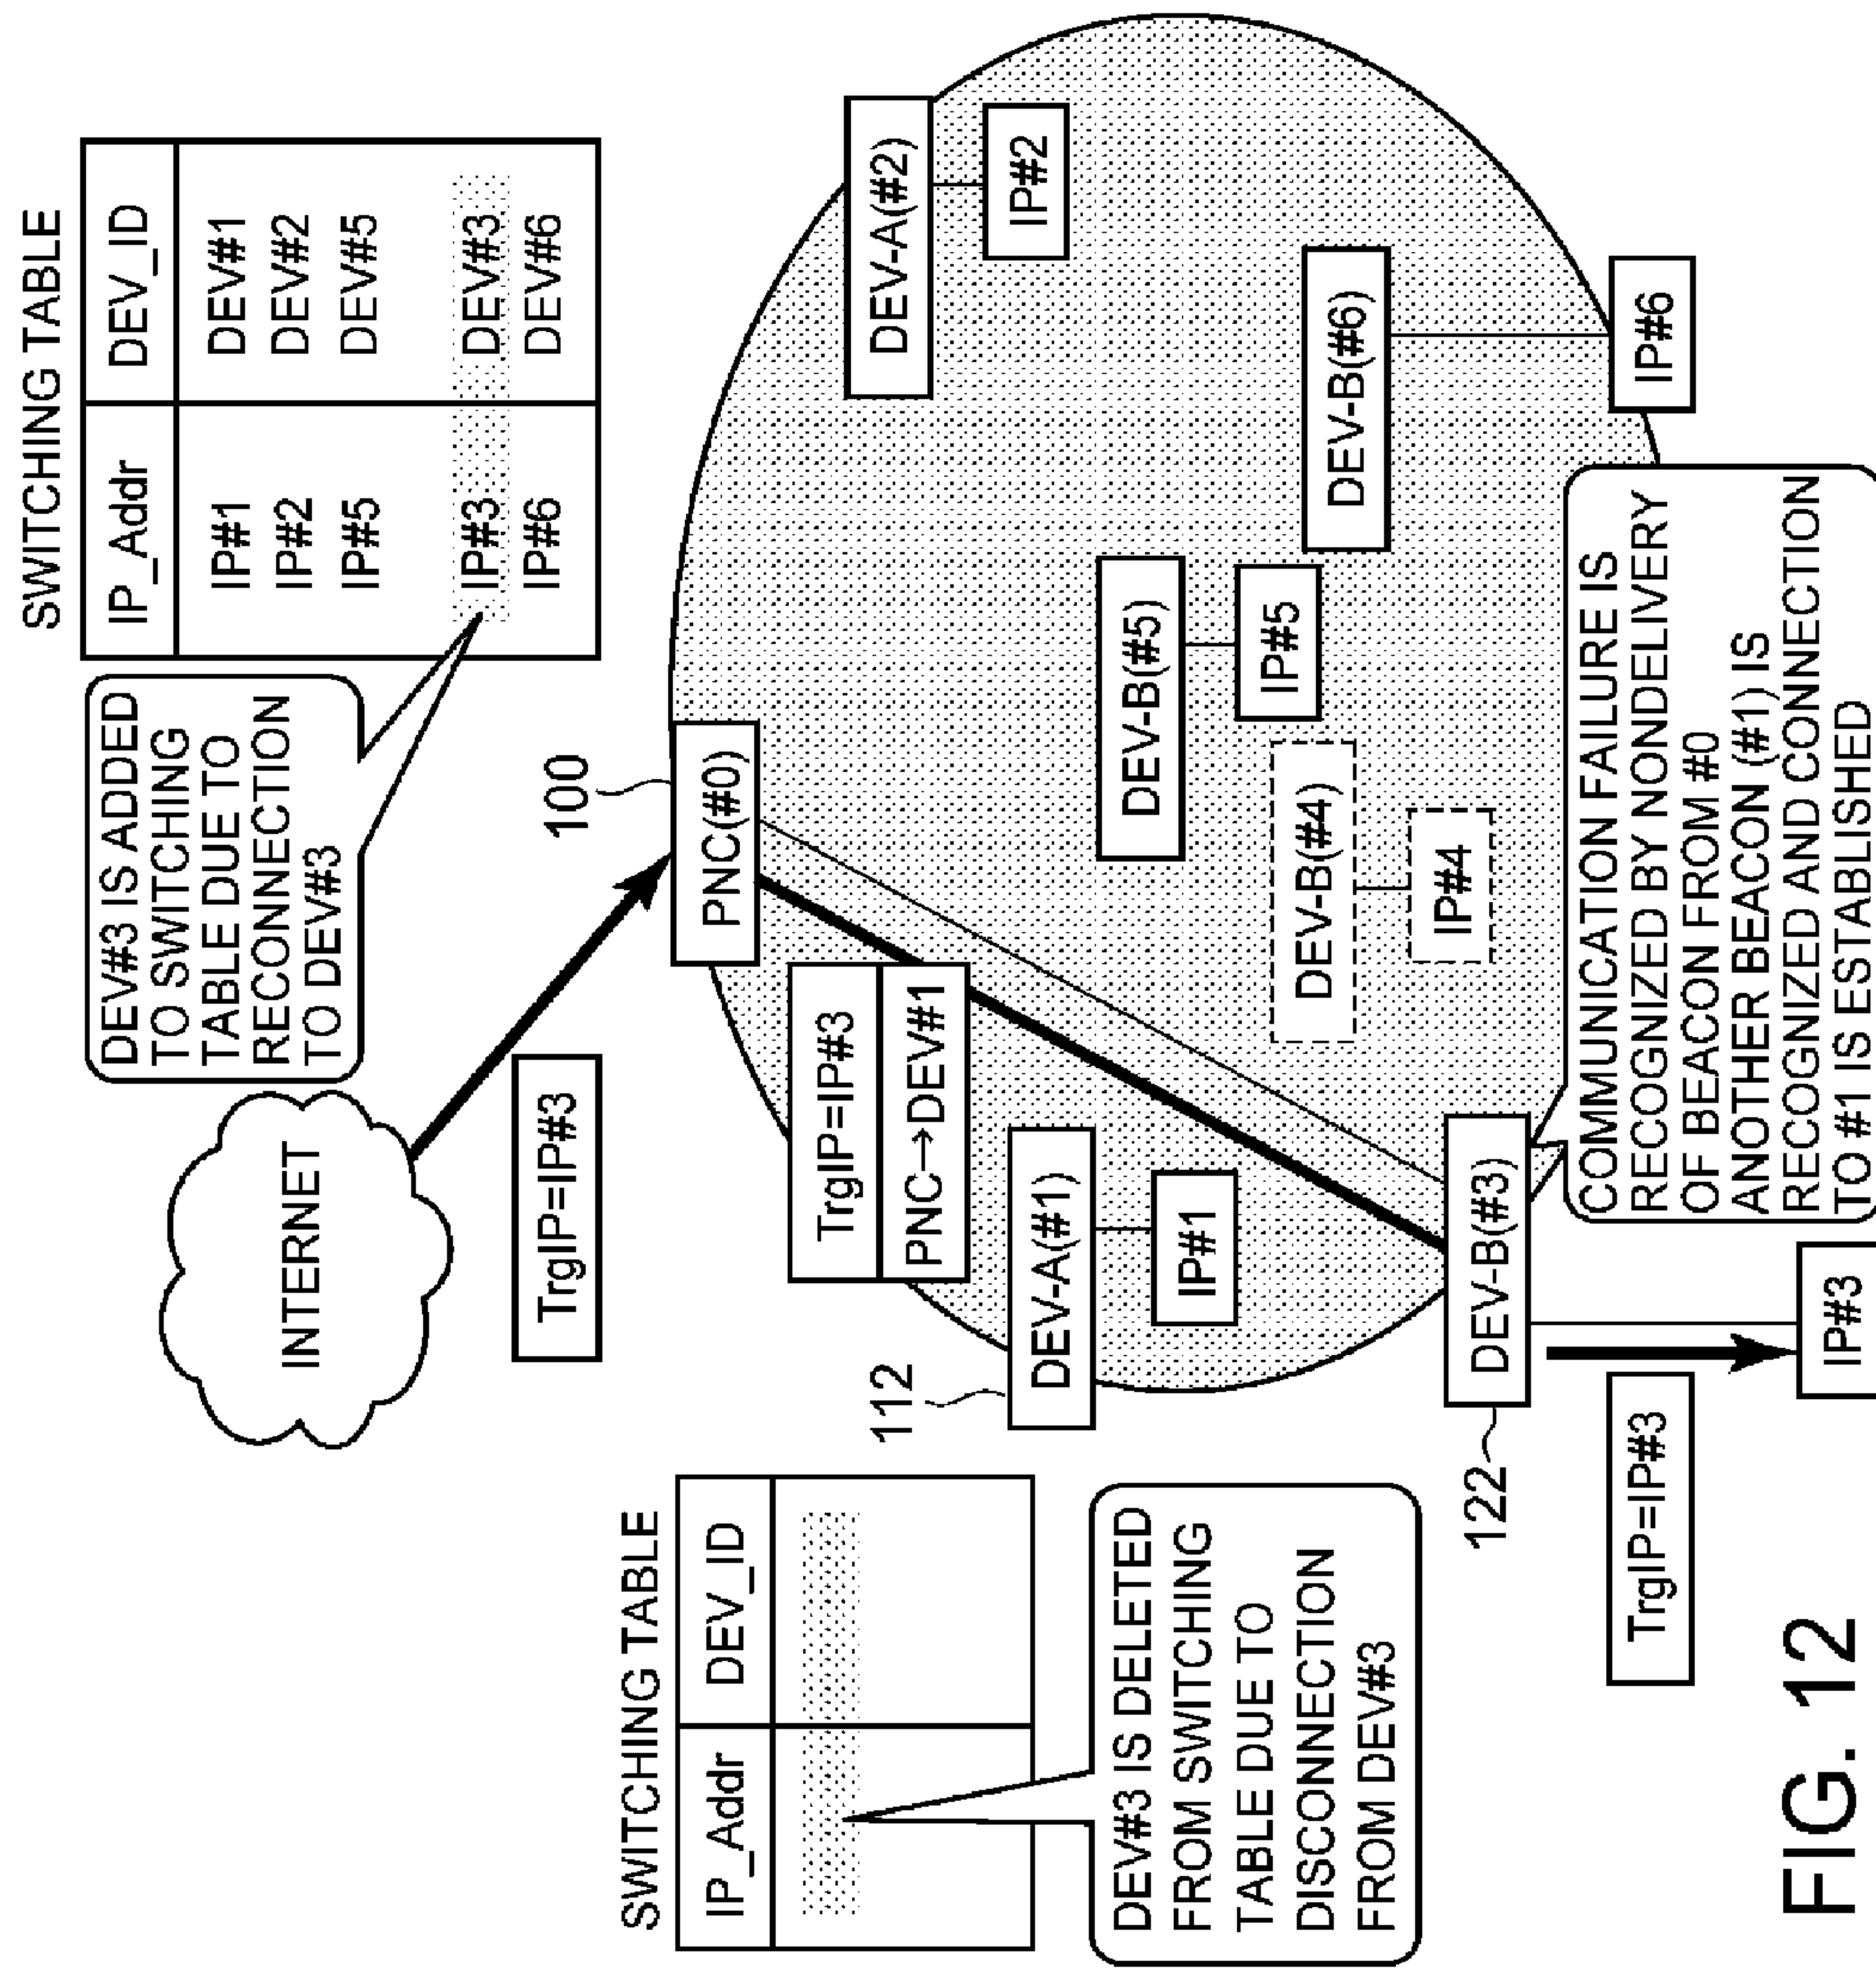 SWITCHING TABLE
IP_Addr DEV_ID
IP#1 DEV#1
IP#2 DEV#2
IP#5 DEV#5
IP#3 DEV#3
IP#6 DEV#6
DEV#3 IS ADDED
TO SWITCHING
TABLE DUE TO
RECONNECTION
TO DEV#3
INTERNET
TrgIP=IP#3
100
PNC(#0)
TrgIP=IP#3
PNC→DEV#1
DEV-A(#2)
IP#2
112
DEV-A(#1)
IP#1
DEV-B(#5)
IP#5
DEV-B(#6)
IP#6
DEV-B(#4)
IP#4
SWITCHING TABLE
IP_Addr DEV_ID
DEV#3 IS DELETED
FROM SWITCHING
TABLE DUE TO
DISCONNECTION
FROM DEV#3
122
DEV-B(#3)
TrgIP=IP#3
IP#3
COMMUNICATION FAILURE IS
RECOGNIZED BY NONDELIVERY
OF BEACON FROM #0
ANOTHER BEACON (#1) IS
RECOGNIZED AND CONNECTION
TO #1 IS ESTABLISHED
FIG. 12